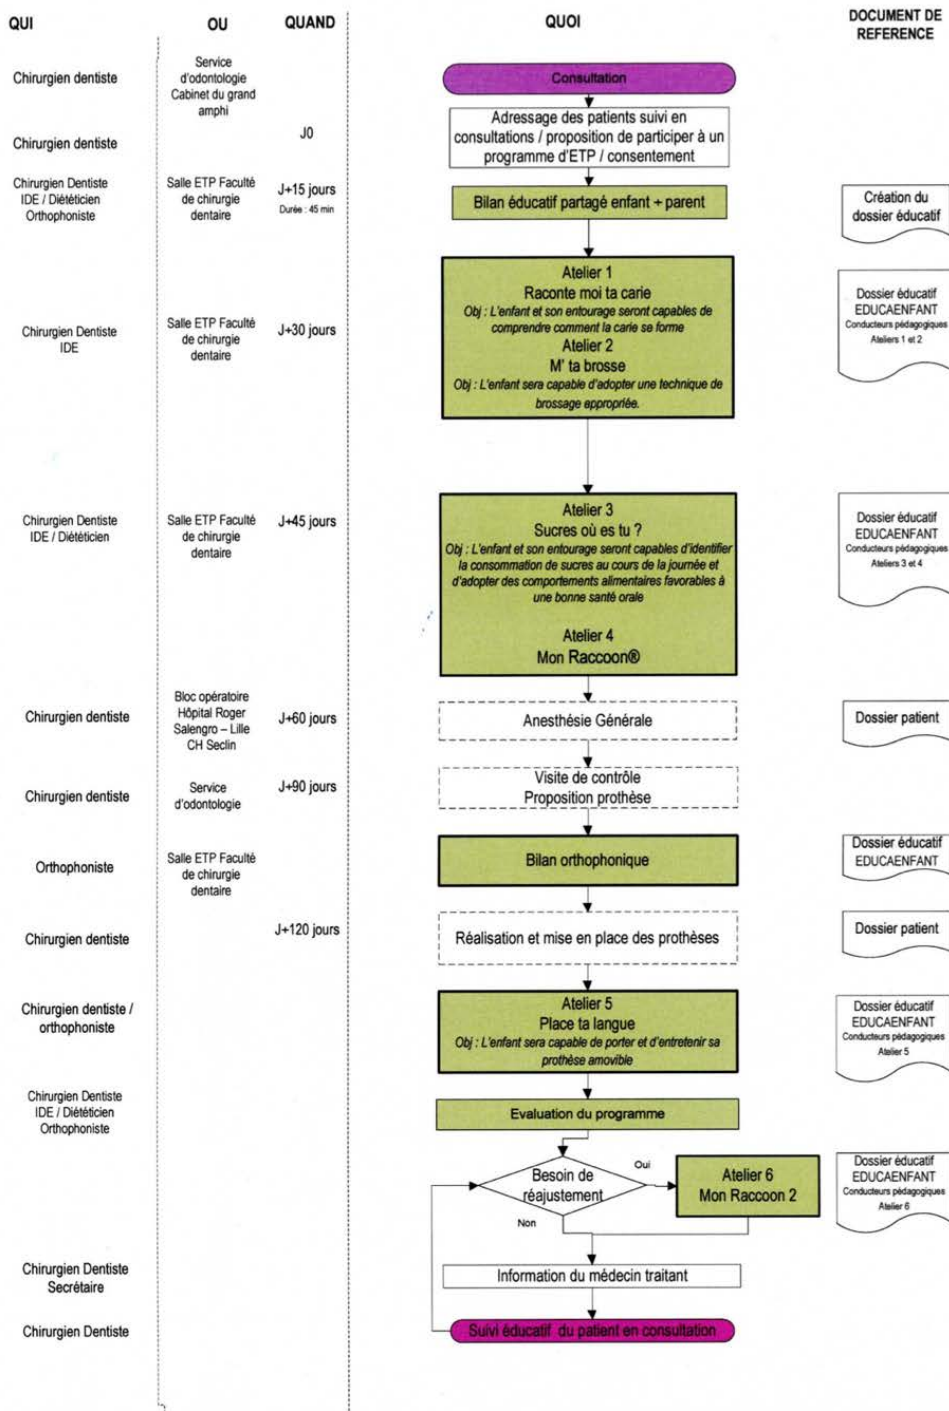 QUI
OU
QUAND
QUOI
DOCUMENT DE
REFERENCE
Chirurgien dentiste
Service
d'odontologie
Cabinet du grand
amphi
Consultation
Chirurgien dentiste
J0
Adressage des patients suivi en
consultations / proposition de participer à un
programme d'ETP / consentement
Chirurgien Dentiste
IDE / Diététicien
Orthophoniste
Salle ETP Faculté
de chirurgie
dentaire
J+15 jours
Durée : 45 min
Bilan éducatif partagé enfant + parent
Création du
dossier éducatif
Chirurgien Dentiste
IDE
Salle ETP Faculté
de chirurgie
dentaire
J+30 jours
Atelier 1
Raconte moi ta carie
Obj : L'enfant et son entourage seront capables de
comprendre comment la carie se forme
Atelier 2
M' ta brosse
Obj : L'enfant sera capable d'adopter une technique de
brossage appropriée.
Dossier éducatif
EDUCAENFANT
Conducteurs pédagogiques
Ateliers 1 et 2
Chirurgien Dentiste
IDE / Diététicien
Salle ETP Faculté
de chirurgie
dentaire
J+45 jours
Atelier 3
Sucres où es tu ?
Obj : L'enfant et son entourage seront capables d'identifier
la consommation de sucres au cours de la journée et
d'adopter des comportements alimentaires favorables à
une bonne santé orale
Atelier 4
Mon Raccoon®
Dossier éducatif
EDUCAENFANT
Conducteurs pédagogiques
Ateliers 3 et 4
Chirurgien dentiste
Bloc opératoire
Hôpital Roger
Salengro – Lille
CH Seclin
J+60 jours
Anesthésie Générale
Dossier patient
Chirurgien dentiste
Service
d'odontologie
J+90 jours
Visite de contrôle
Proposition prothèse
Orthophoniste
Salle ETP Faculté
de chirurgie
dentaire
Bilan orthophonique
Dossier éducatif
EDUCAENFANT
Chirurgien dentiste
J+120 jours
Réalisation et mise en place des prothèses
Dossier patient
Chirurgien dentiste /
orthophoniste
Atelier 5
Place ta langue
Obj : L'enfant sera capable de porter et d'entretenir sa
prothèse amovible
Dossier éducatif
EDUCAENFANT
Conducteurs pédagogiques
Atelier 5
Chirurgien Dentiste
IDE / Diététicien
Orthophoniste
Evaluation du programme
Besoin de
réajustement
Oui
Non
Atelier 6
Mon Raccoon 2
Dossier éducatif
EDUCAENFANT
Conducteurs pédagogiques
Atelier 6
Chirurgien Dentiste
Secrétaire
Information du médecin traitant
Chirurgien Dentiste
Suivi éducatif du patient en consultation